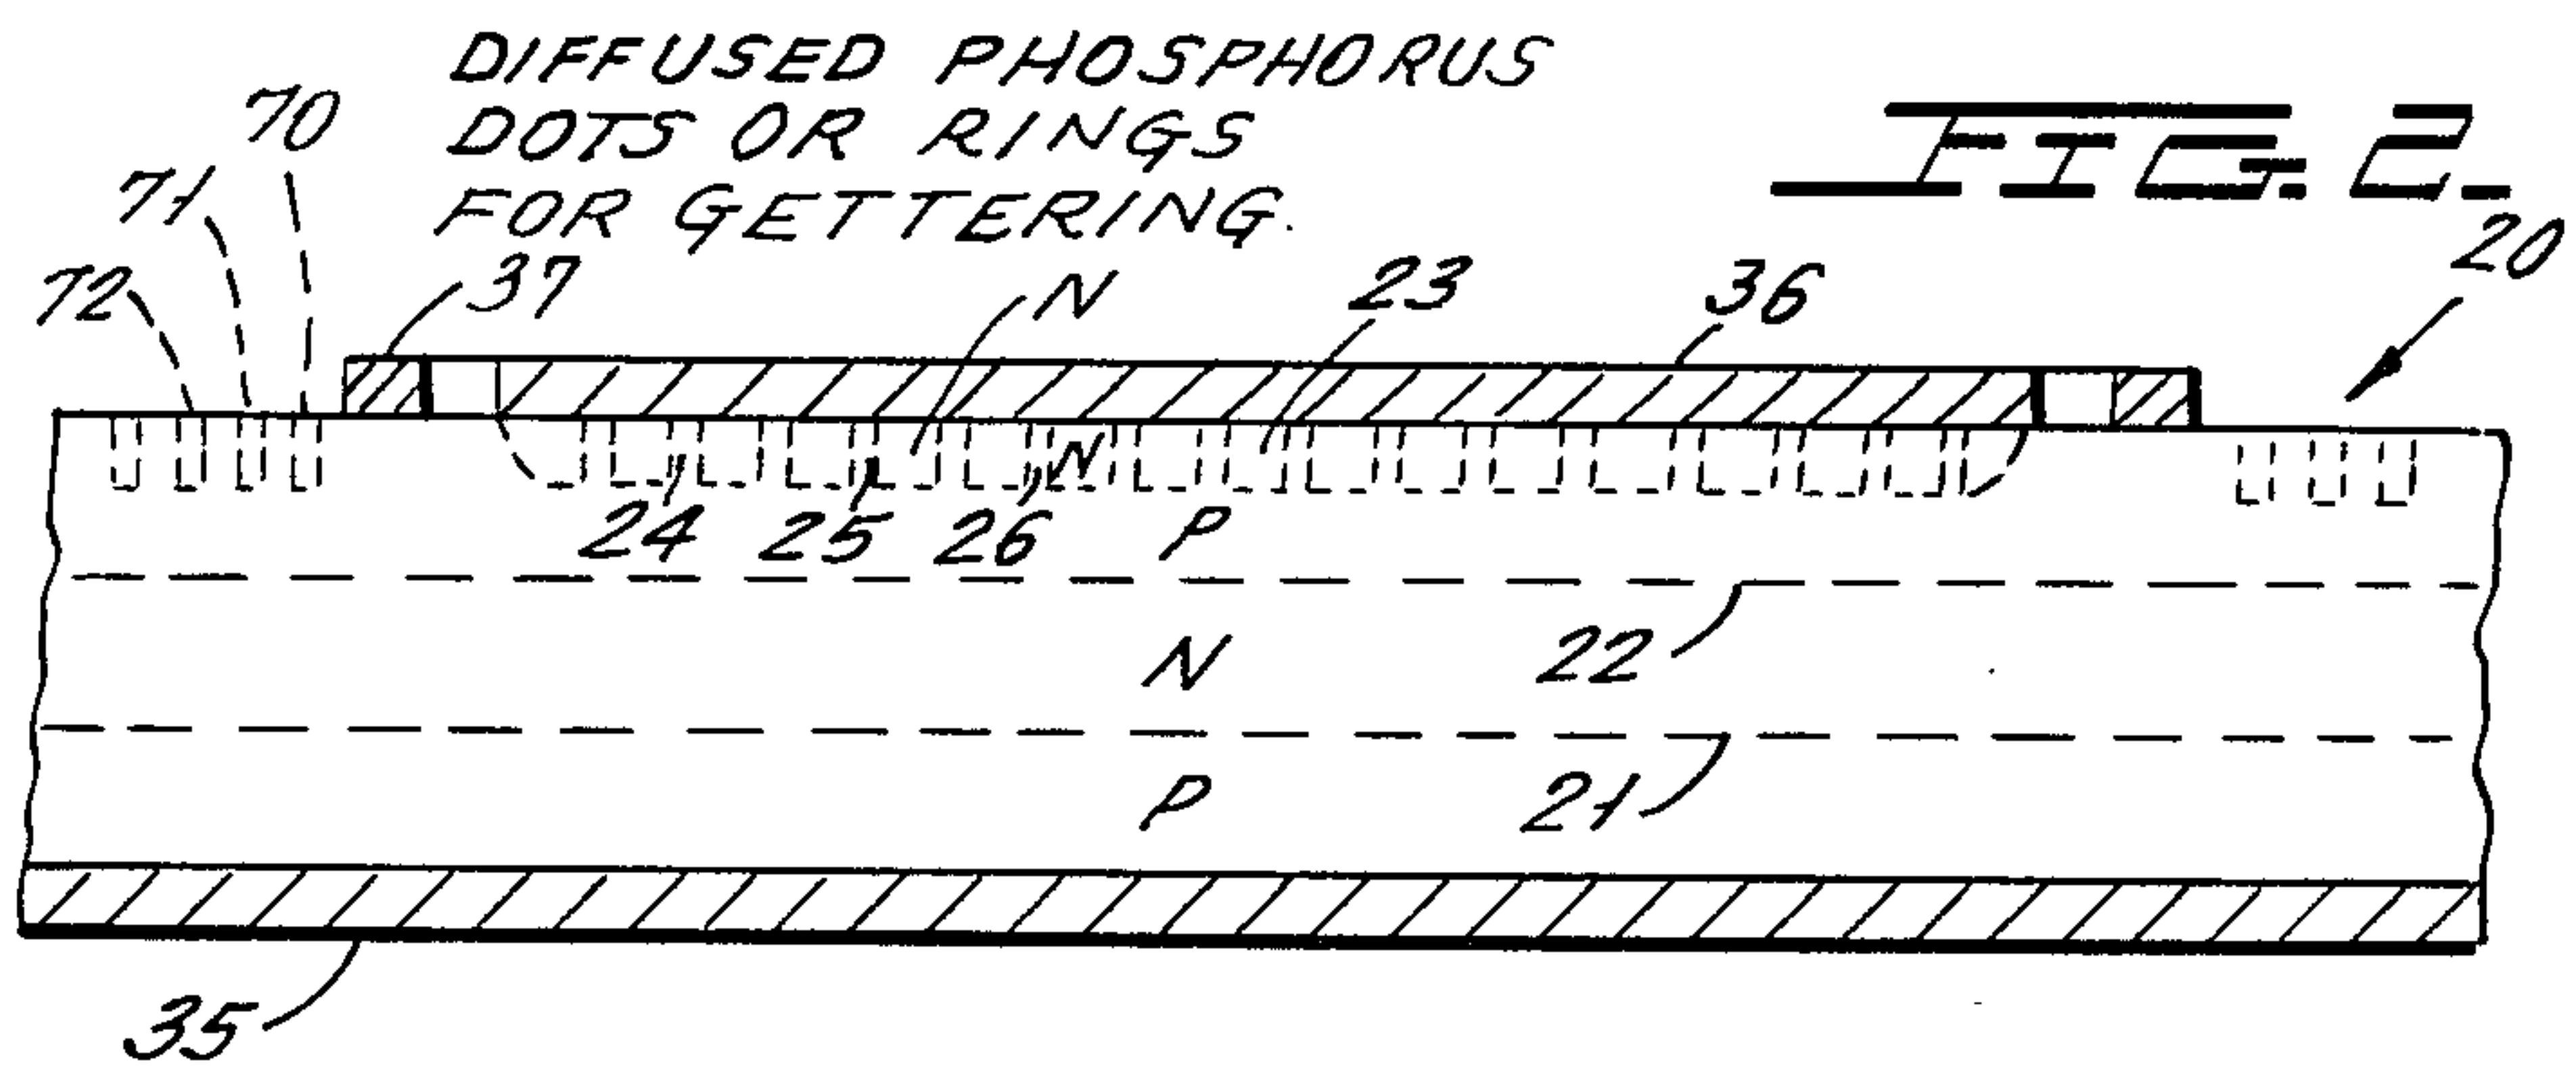 DIFFUSED PHOSPHORUS
DOTS OR RINGS
FOR GETTERING.
FIG. 2.
70
71
72
37
N
23
36
20
24
25
26
N
P
22
N
21
P
35